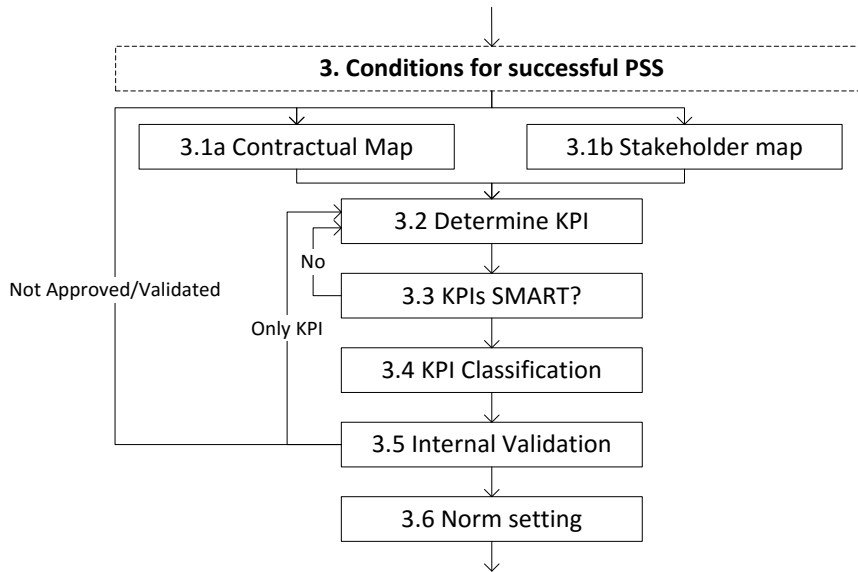 3. Conditions for successful PSS
3.1a Contractual Map
3.1b Stakeholder map
3.2 Determine KPI
No
3.3 KPIs SMART?
Not Approved/Validated
Only KPI
3.4 KPI Classification
3.5 Internal Validation
3.6 Norm setting